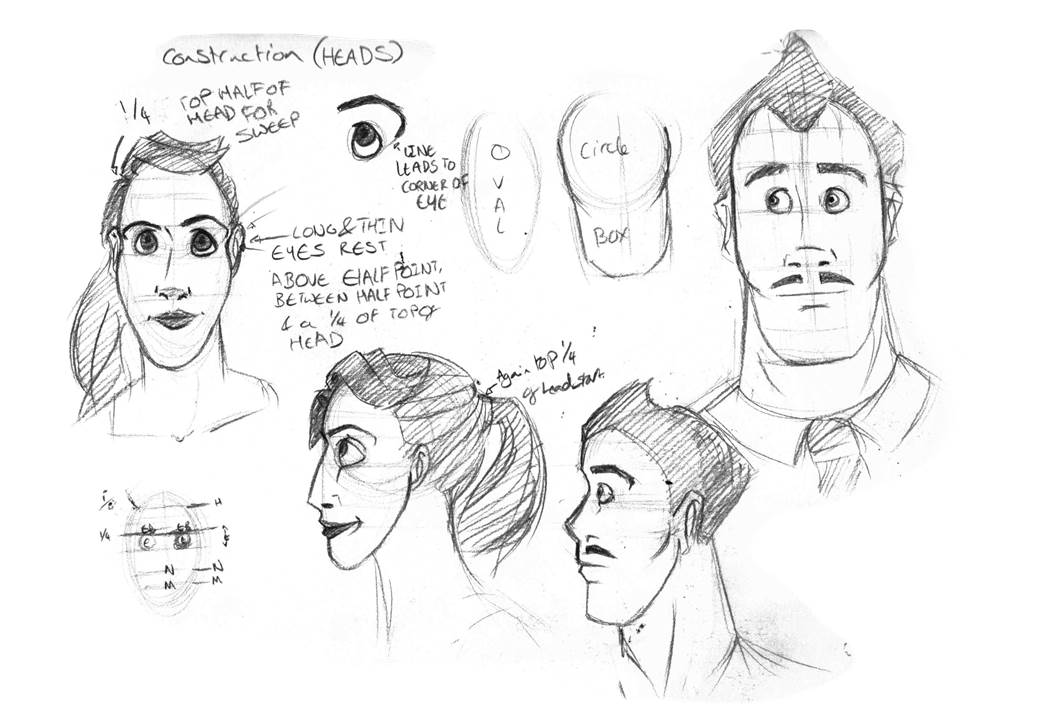 Construction (HEADS)
1/4 TOP HALF OF
HEAD FOR
SWEEP
LINE
LEADS TO
CORNER OF
EYE
OVAL
Circle
Box
LONG & THIN
EYES REST
ABOVE HALF POINT,
BETWEEN HALF POINT
& a 1/4 OF TOP OF
HEAD
Again top 1/4
of head start.
1/8 H
1/4 EB EB
E E
N N
M M